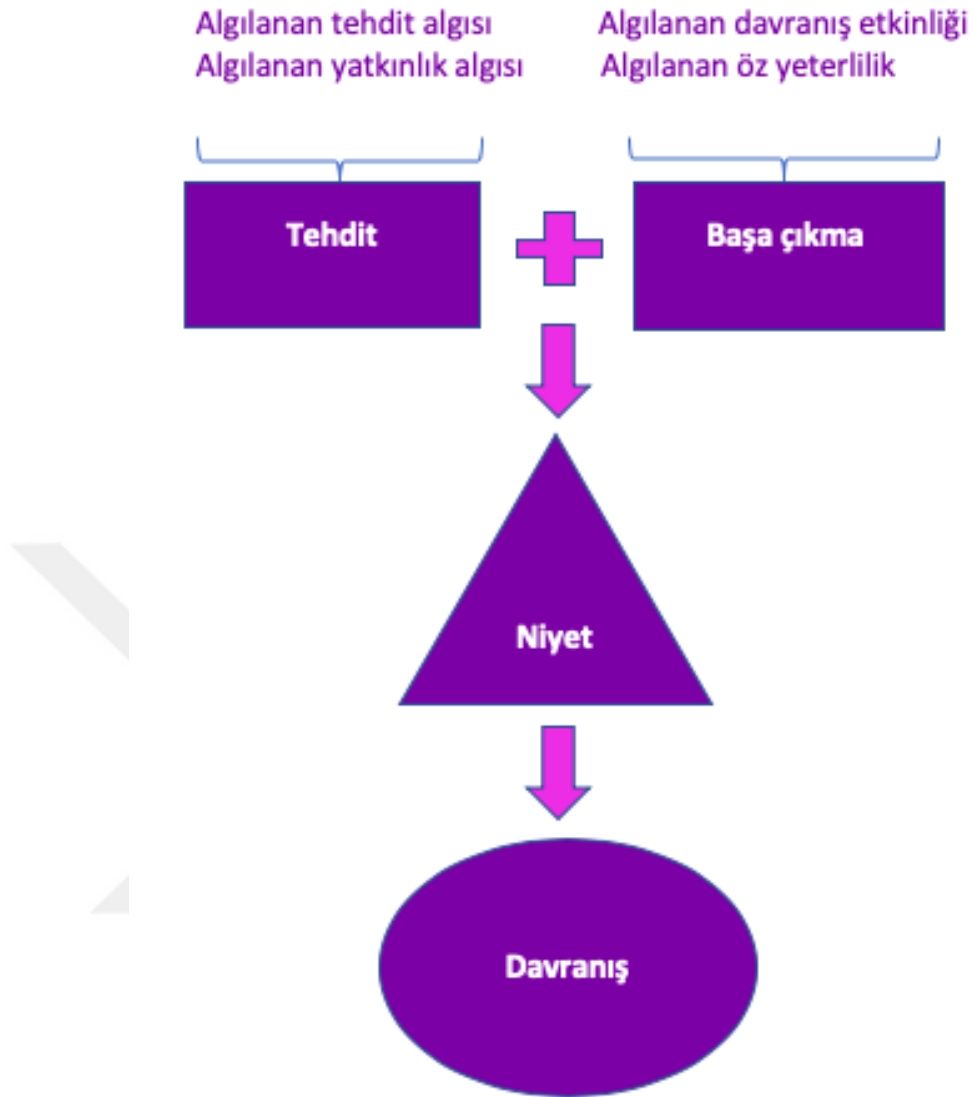 Algılanan tehdit algısı
Algılanan yatkınlık algısı
Algılanan davranış etkinliği
Algılanan öz yeterlilik
Tehdit
Başa çıkma
Niyet
Davranış